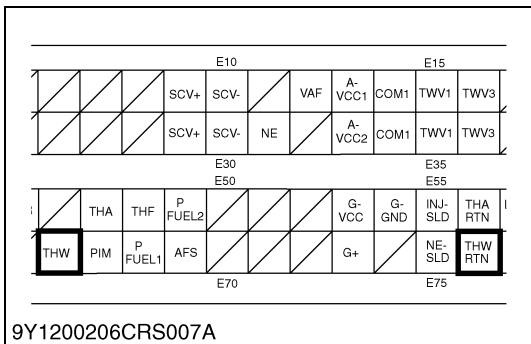 E10 E15
SCV+ SCV- VAF A-VCC1 COM1 TWV1 TWV3
SCV+ SCV- NE A-VCC2 COM1 TWV1 TWV3
E30 E35
E50 E55
THA THF P FUEL2 G-VCC G-GND INJ-SLD THA RTN
THW PIM P FUEL1 AFS G+ NE-SLD THW RTN
E70 E75
9Y1200206CRS007A